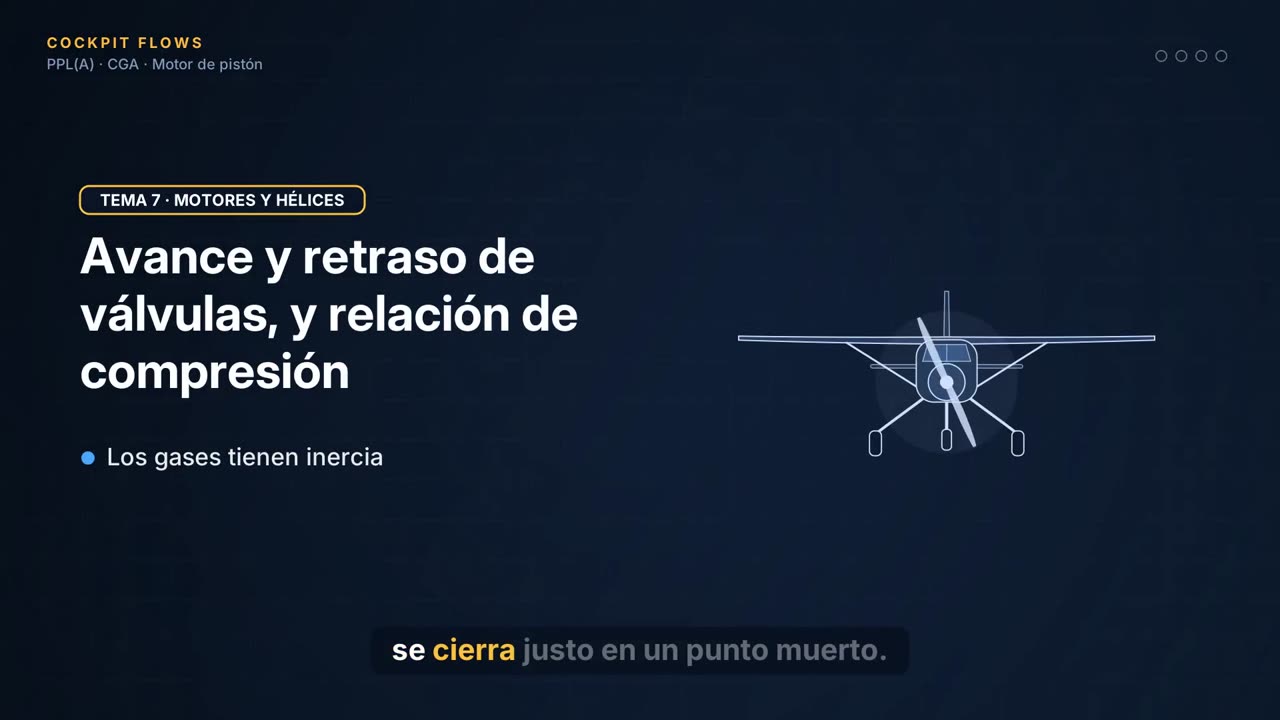 COCKPIT FLOWS
PPL(A) · CGA · Motor de pistón
TEMA 7 · MOTORES Y HÉLICES
Avance y retraso de
válvulas, y relación de
compresión
Los gases tienen inercia
se cierra justo en un punto muerto.